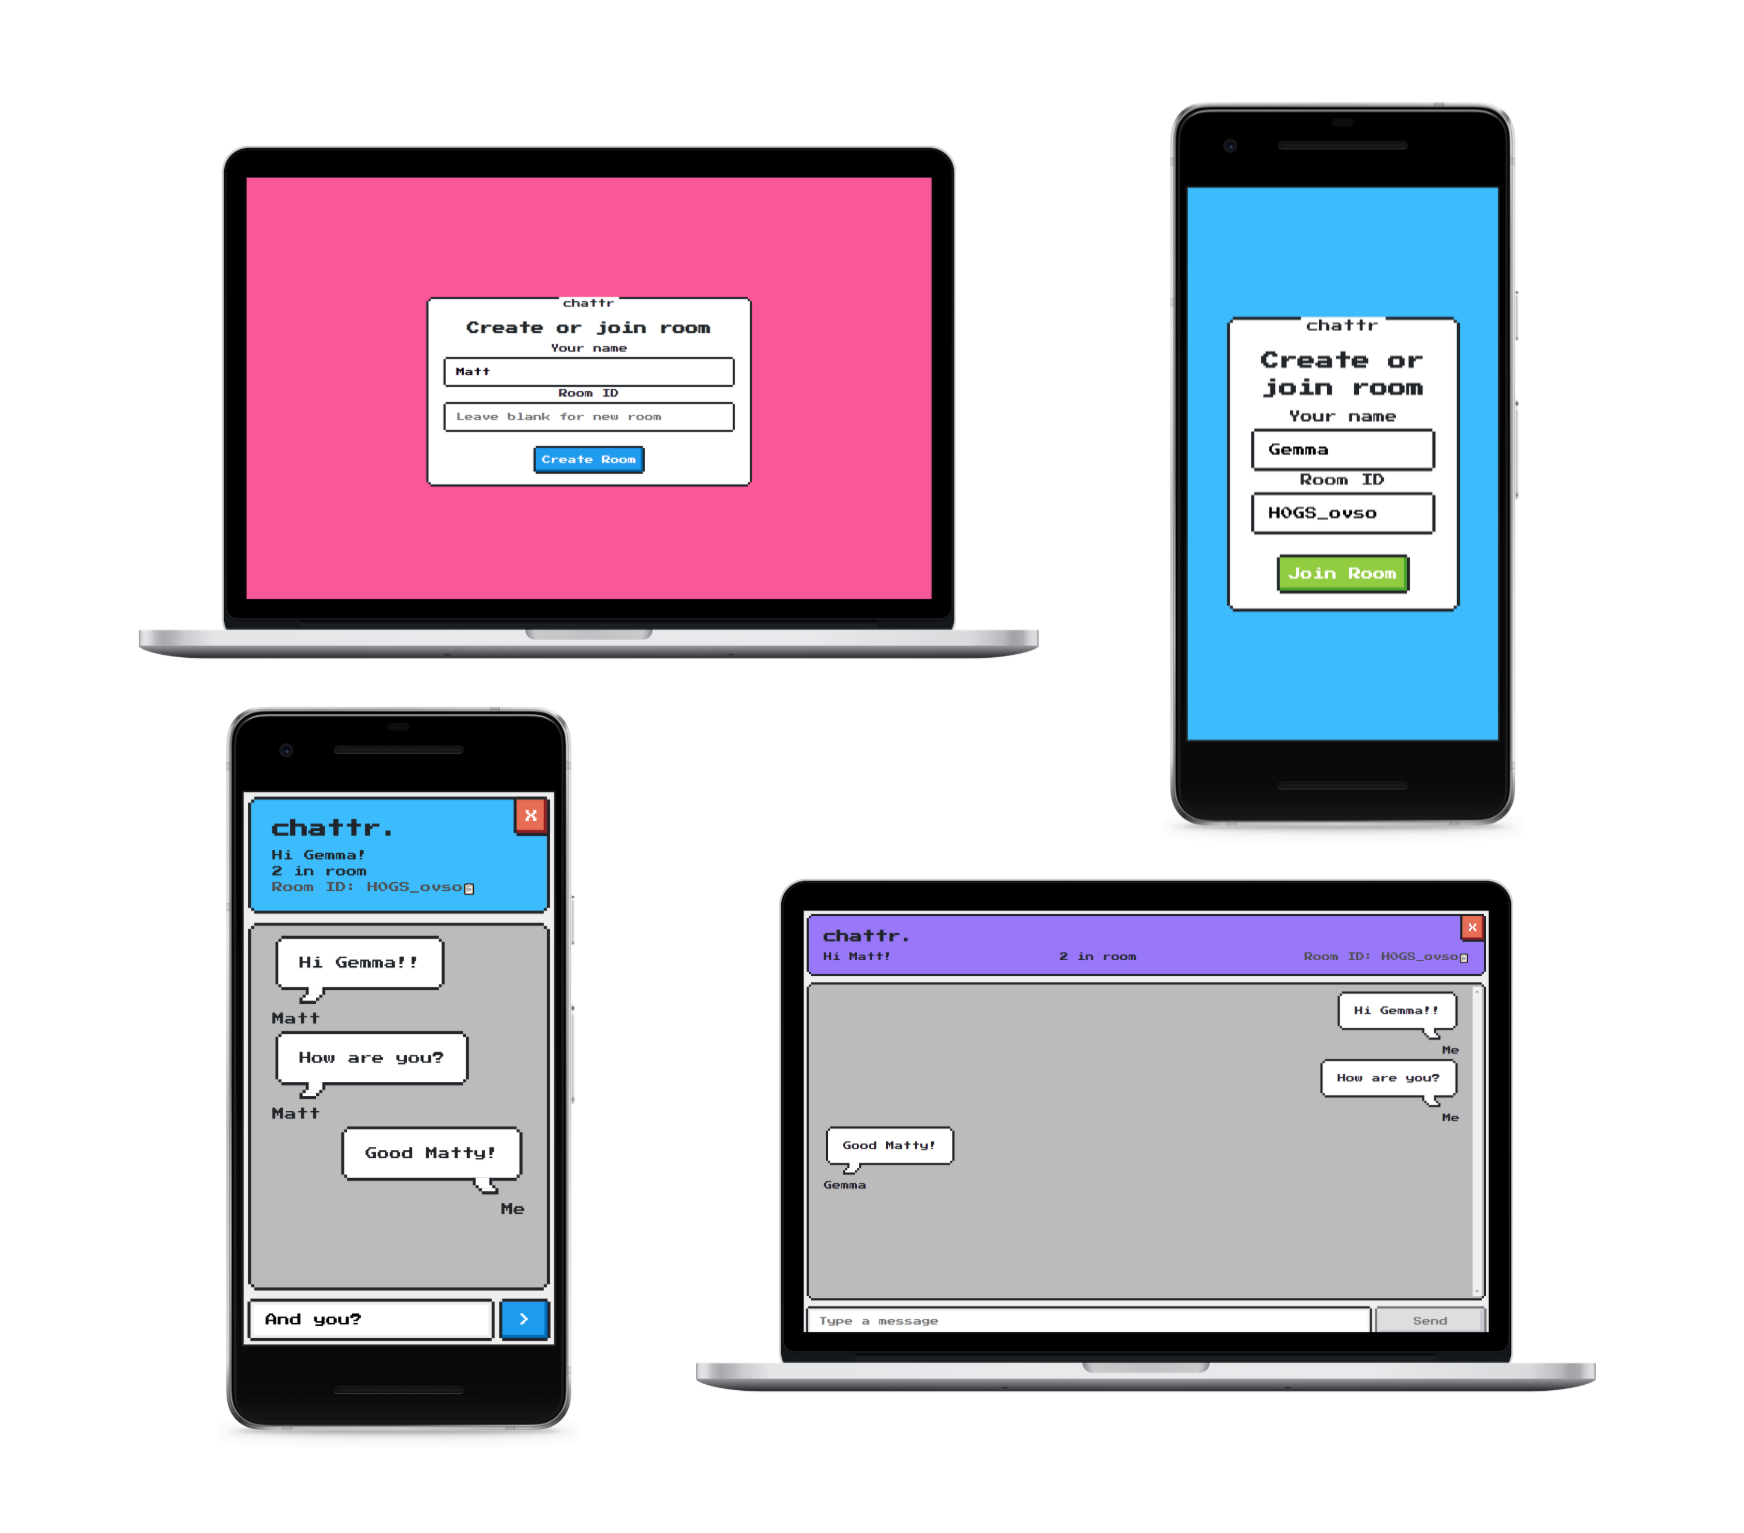 chattr
Create or join room
Your name
Matt
Room ID
Leave blank for new room
Create Room
chattr
Create or
join room
Your name
Gemma
Room ID
HOGS_ovso
Join Room
chattr.
X
Hi Gemma!
2 in room
Room ID: HOGS_ovso
Hi Gemma!!
Matt
How are you?
Matt
Good Matty!
Me
And you?
>
chattr.
X
Hi Matt! 2 in room Room ID: HOGS_ovso
Hi Gemma!!
Me
How are you?
Me
Good Matty!
Gemma
Type a message Send